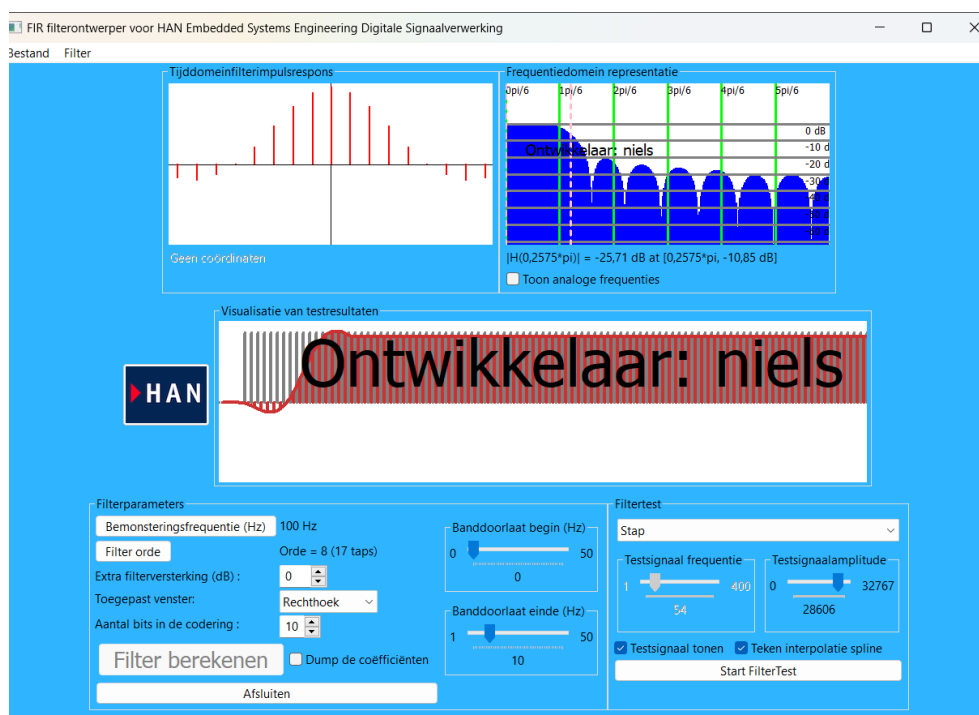 FIR filterontwerper voor HAN Embedded Systems Engineering Digitale Signaalverwerking
Bestand Filter
Tijddomeinfilterimpulsrespons
Geen coördinaten
Frequentiedomein representatie
0pi/6 1pi/6 2pi/6 3pi/6 4pi/6 5pi/6
0 dB
-10 d
Ontwikkelaar: niels
-20 d
-30 d
|H(0,2575*pi)| = -25,71 dB at [0,2575*pi, -10,85 dB]
Toon analoge frequenties
Visualisatie van testresultaten
Ontwikkelaar: niels
HAN
Filterparameters
Bemonsteringsfrequentie (Hz) 100 Hz
Filter orde Orde = 8 (17 taps)
Extra filterversterking (dB) : 0
Toegepast venster: Rechthoek
Aantal bits in de codering : 10
Filter berekenen Dump de coëfficiënten
Afsluiten
Banddoorlaat begin (Hz)
0 50
0
Banddoorlaat einde (Hz)
1 50
10
Filtertest
Stap
Testsignaal frequentie
1 400
54
Testsignaalamplitude
0 32767
28606
Testsignaal tonen Teken interpolatie spline
Start FilterTest